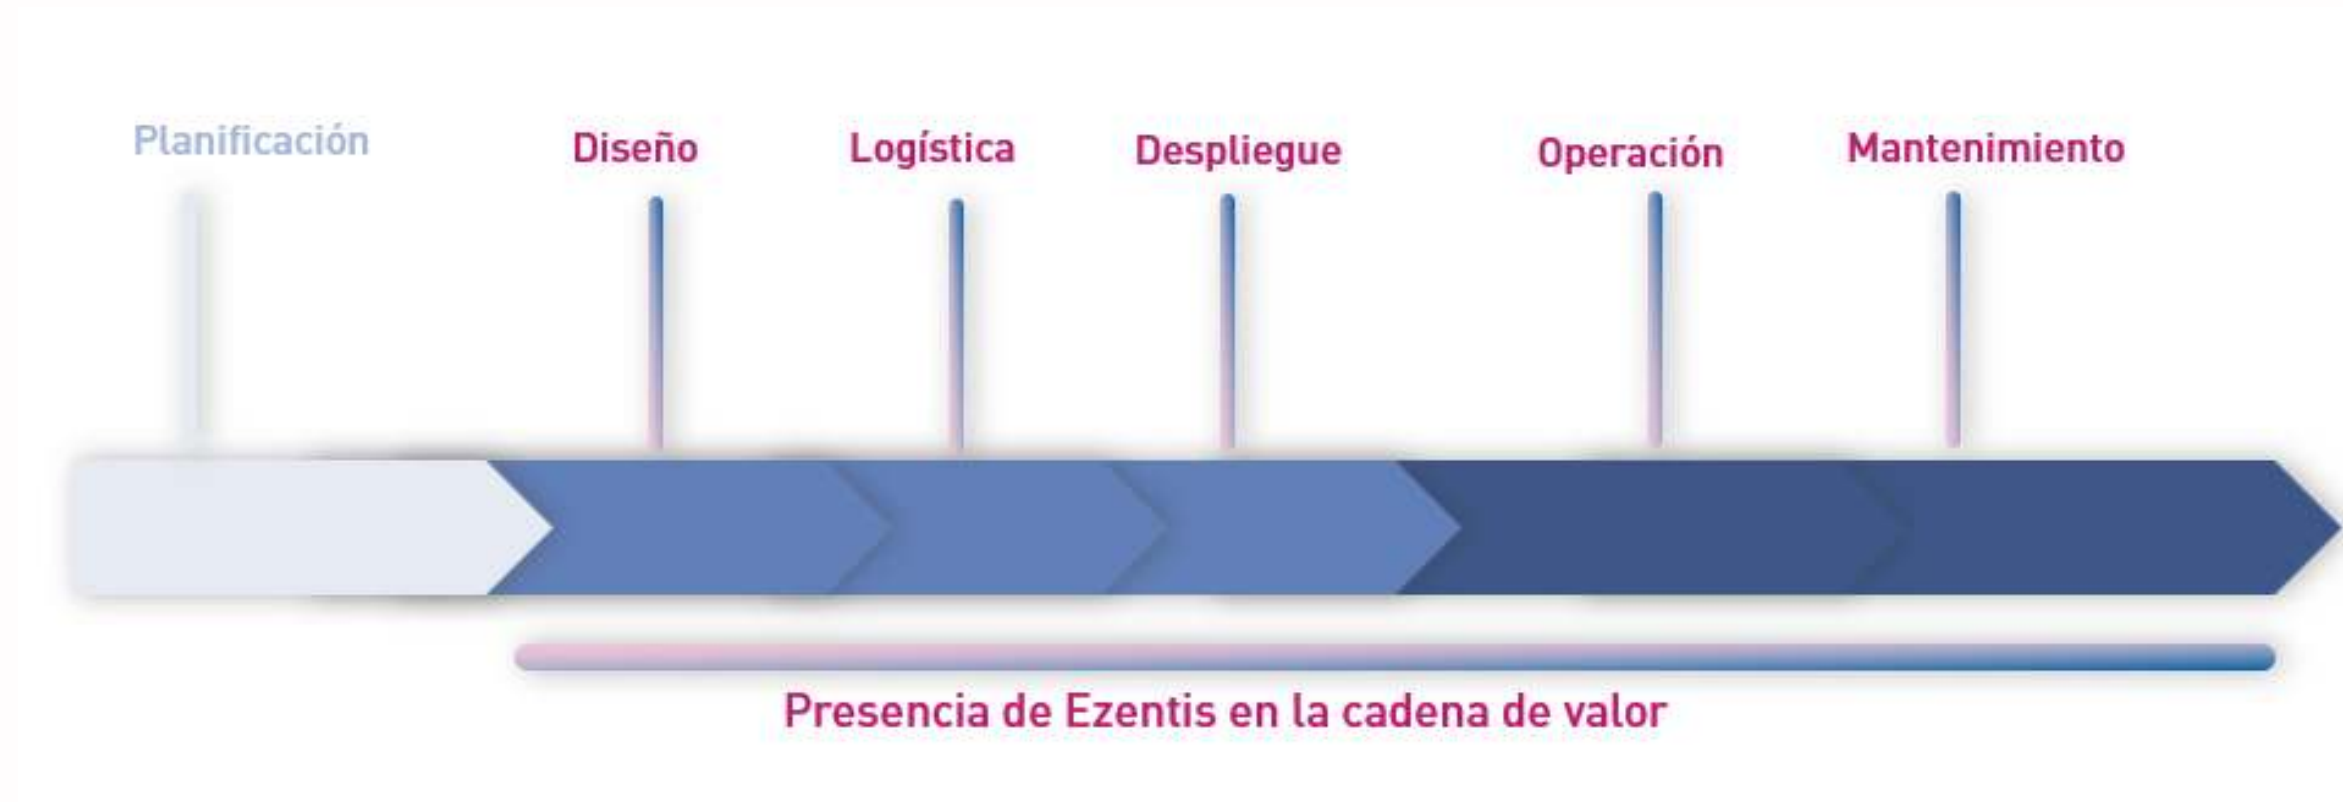 Planificación
Diseño
Logística
Despliegue
Operación
Mantenimiento
Presencia de Ezentis en la cadena de valor